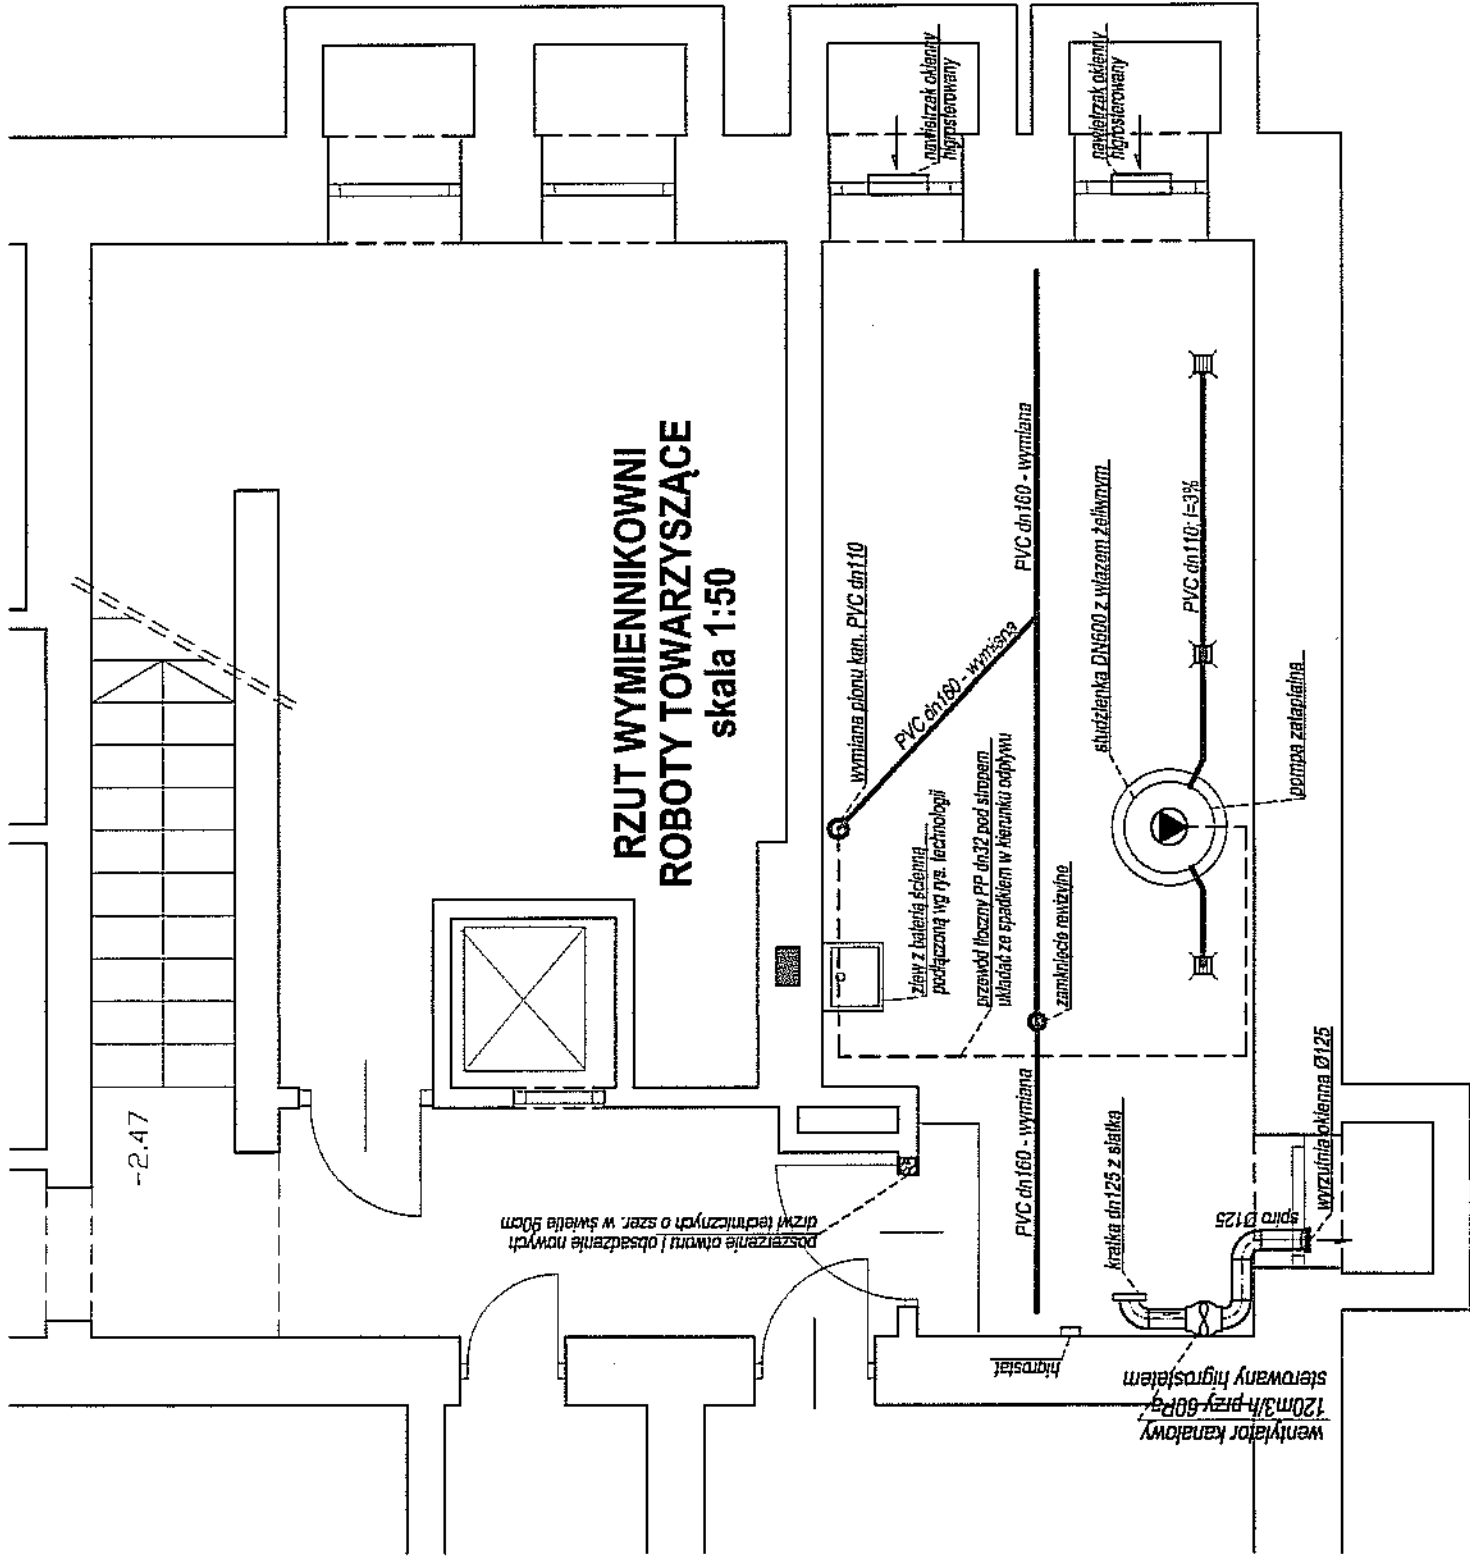 RZUT WYMIENNIKOWNI
ROBOTY TOWARZYSZĄCE
skala 1:50
-2.47
nawietrzak okienny
higrosterowany
nawietrzak okienny
higrosterowany
PVC dn160 - wymiana
PVC dn160 - wymiana
PVC dn160 - wymiana
wymiana pionu kan. PVC dn110
zlew z baterią ścienną
podłączoną wg rys. technologii
przewód tłoczny PP dn32 pod stropem
układać ze spadkiem w kierunku odpływu
zamknięcie rewizyjne
studzienka DN600 z włazem żeliwnym
PVC dn110; i=3%
pompa zatapialna
poszerzenie otworu i obsadzenie nowych
drzwi technicznych o szer. w świetle 90cm
kratka dn125 z siatką
spiro Ø125
wyrzutnia okienna Ø125
higrostat
wentylator kanałowy
120m3/h przy 60Pa
sterowany higrostatem